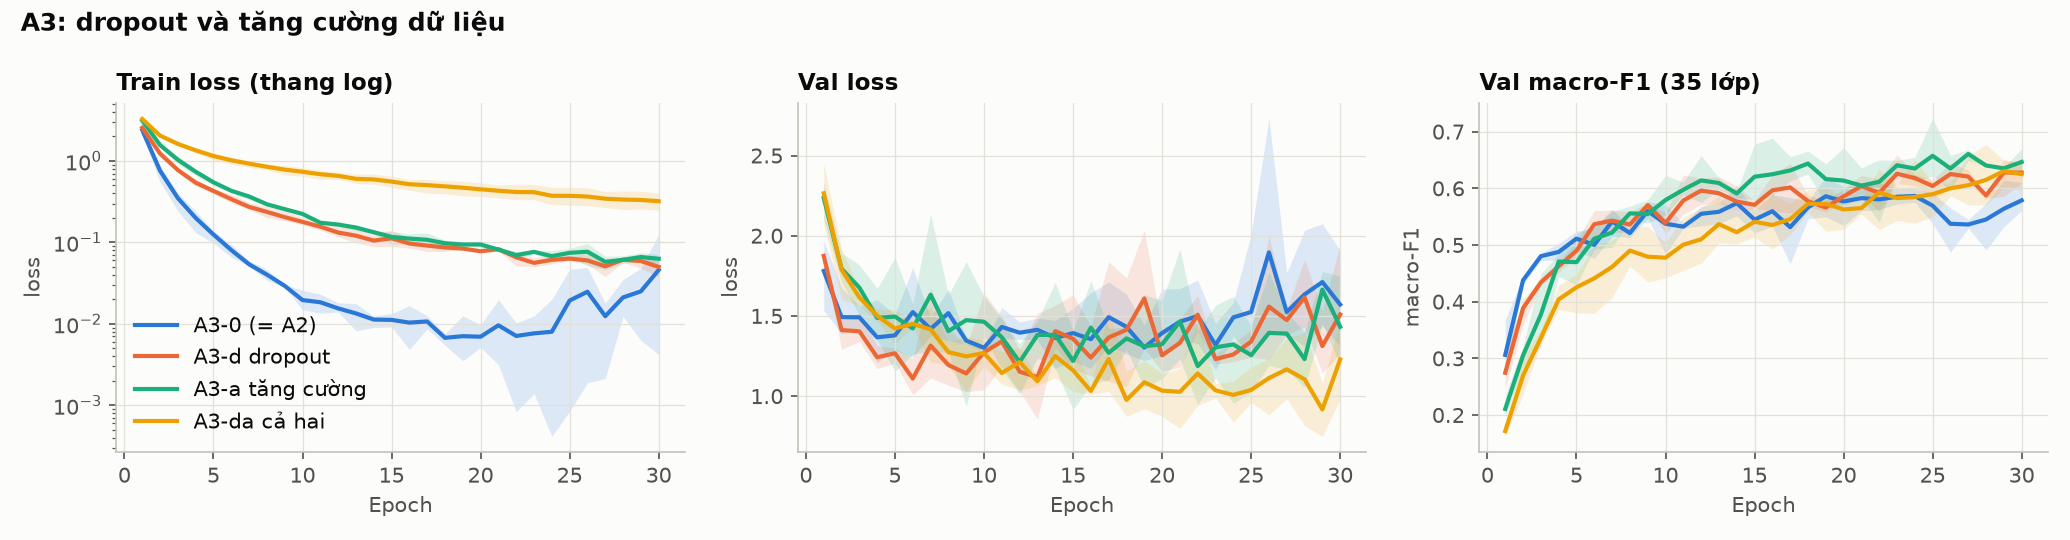 A3: dropout và tăng cường dữ liệu
Train loss (thang log)
loss
10⁰
10⁻¹
10⁻²
10⁻³
A3-0 (= A2)
A3-d dropout
A3-a tăng cường
A3-da cả hai
0 5 10 15 20 25 30
Epoch
Val loss
loss
2.5
2.0
1.5
1.0
0 5 10 15 20 25 30
Epoch
Val macro-F1 (35 lớp)
macro-F1
0.7
0.6
0.5
0.4
0.3
0.2
0 5 10 15 20 25 30
Epoch